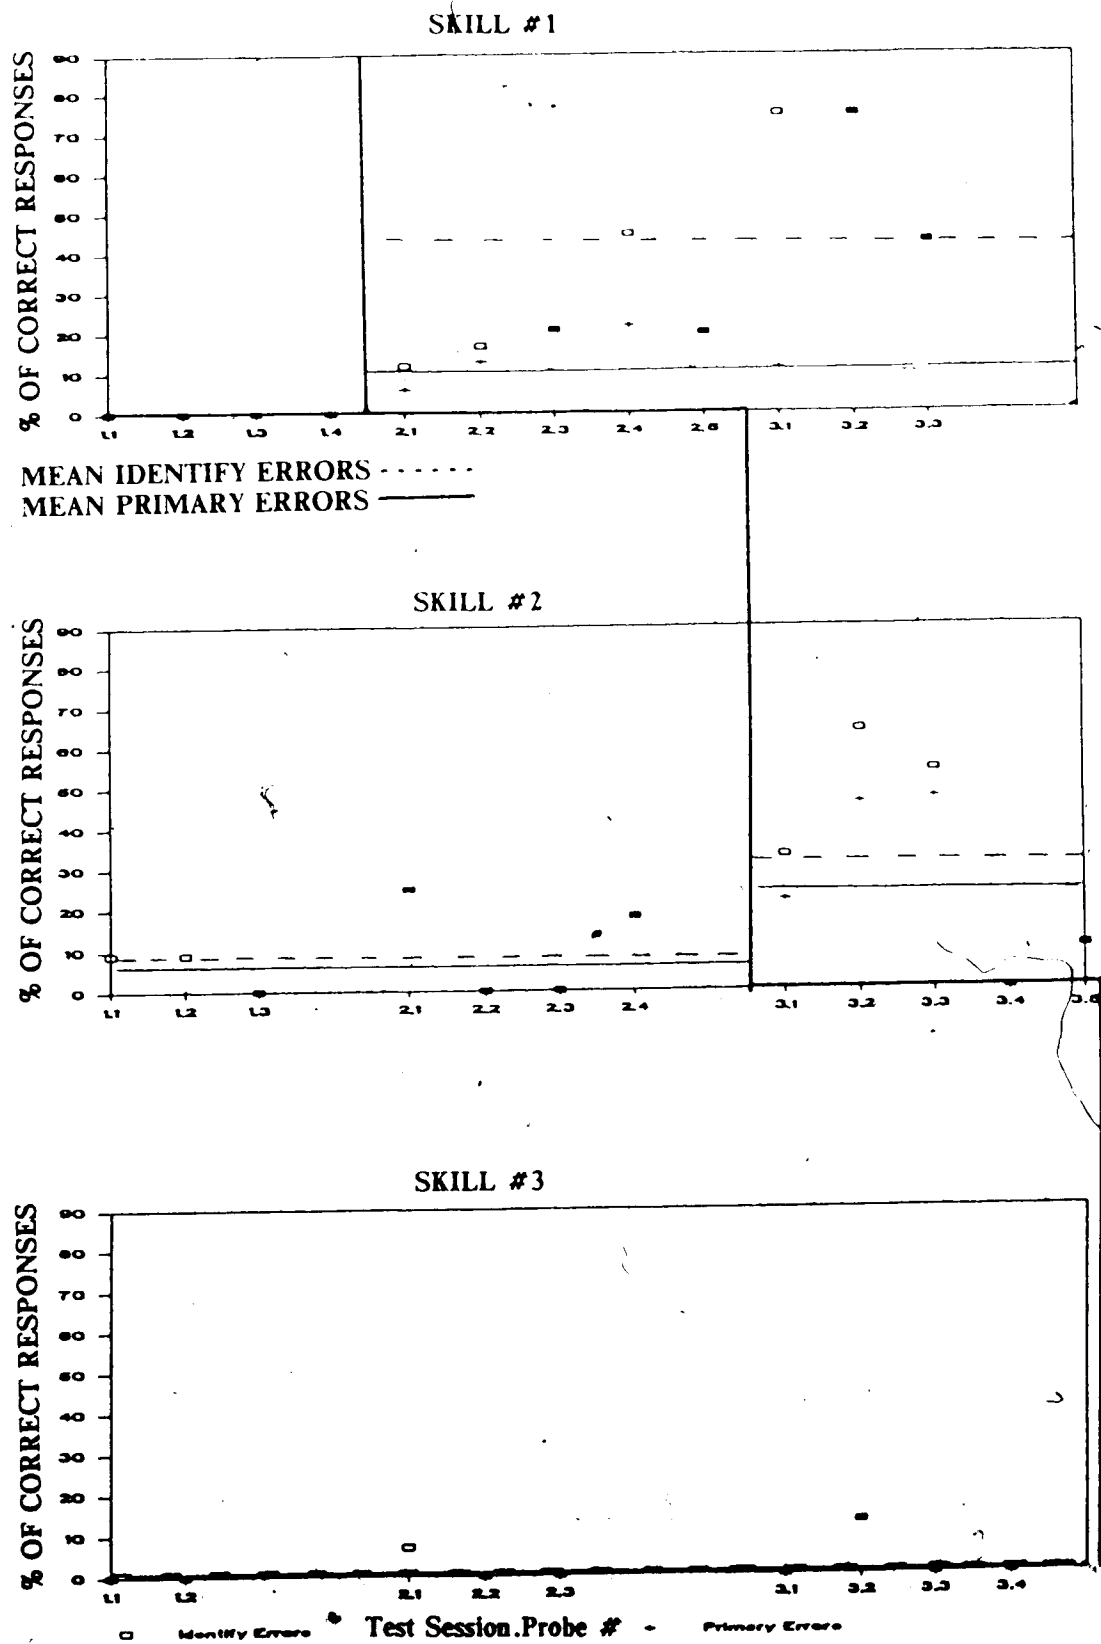 SKILL #1
% OF CORRECT RESPONSES
90
80
70
60
50
40
30
20
10
0
1.1 1.2 1.3 1.4 2.1 2.2 2.3 2.4 2.5 3.1 3.2 3.3
MEAN IDENTIFY ERRORS - - - - - -
MEAN PRIMARY ERRORS
SKILL #2
% OF CORRECT RESPONSES
90
80
70
60
50
40
30
20
10
0
1.1 1.2 1.3 2.1 2.2 2.3 2.4 3.1 3.2 3.3 3.4 3.5
SKILL #3
% OF CORRECT RESPONSES
90
80
70
60
50
40
30
20
10
0
1.1 1.2 2.1 2.2 2.3 3.1 3.2 3.3 3.4
Identify Errors Test Session.Probe # Primary Errors